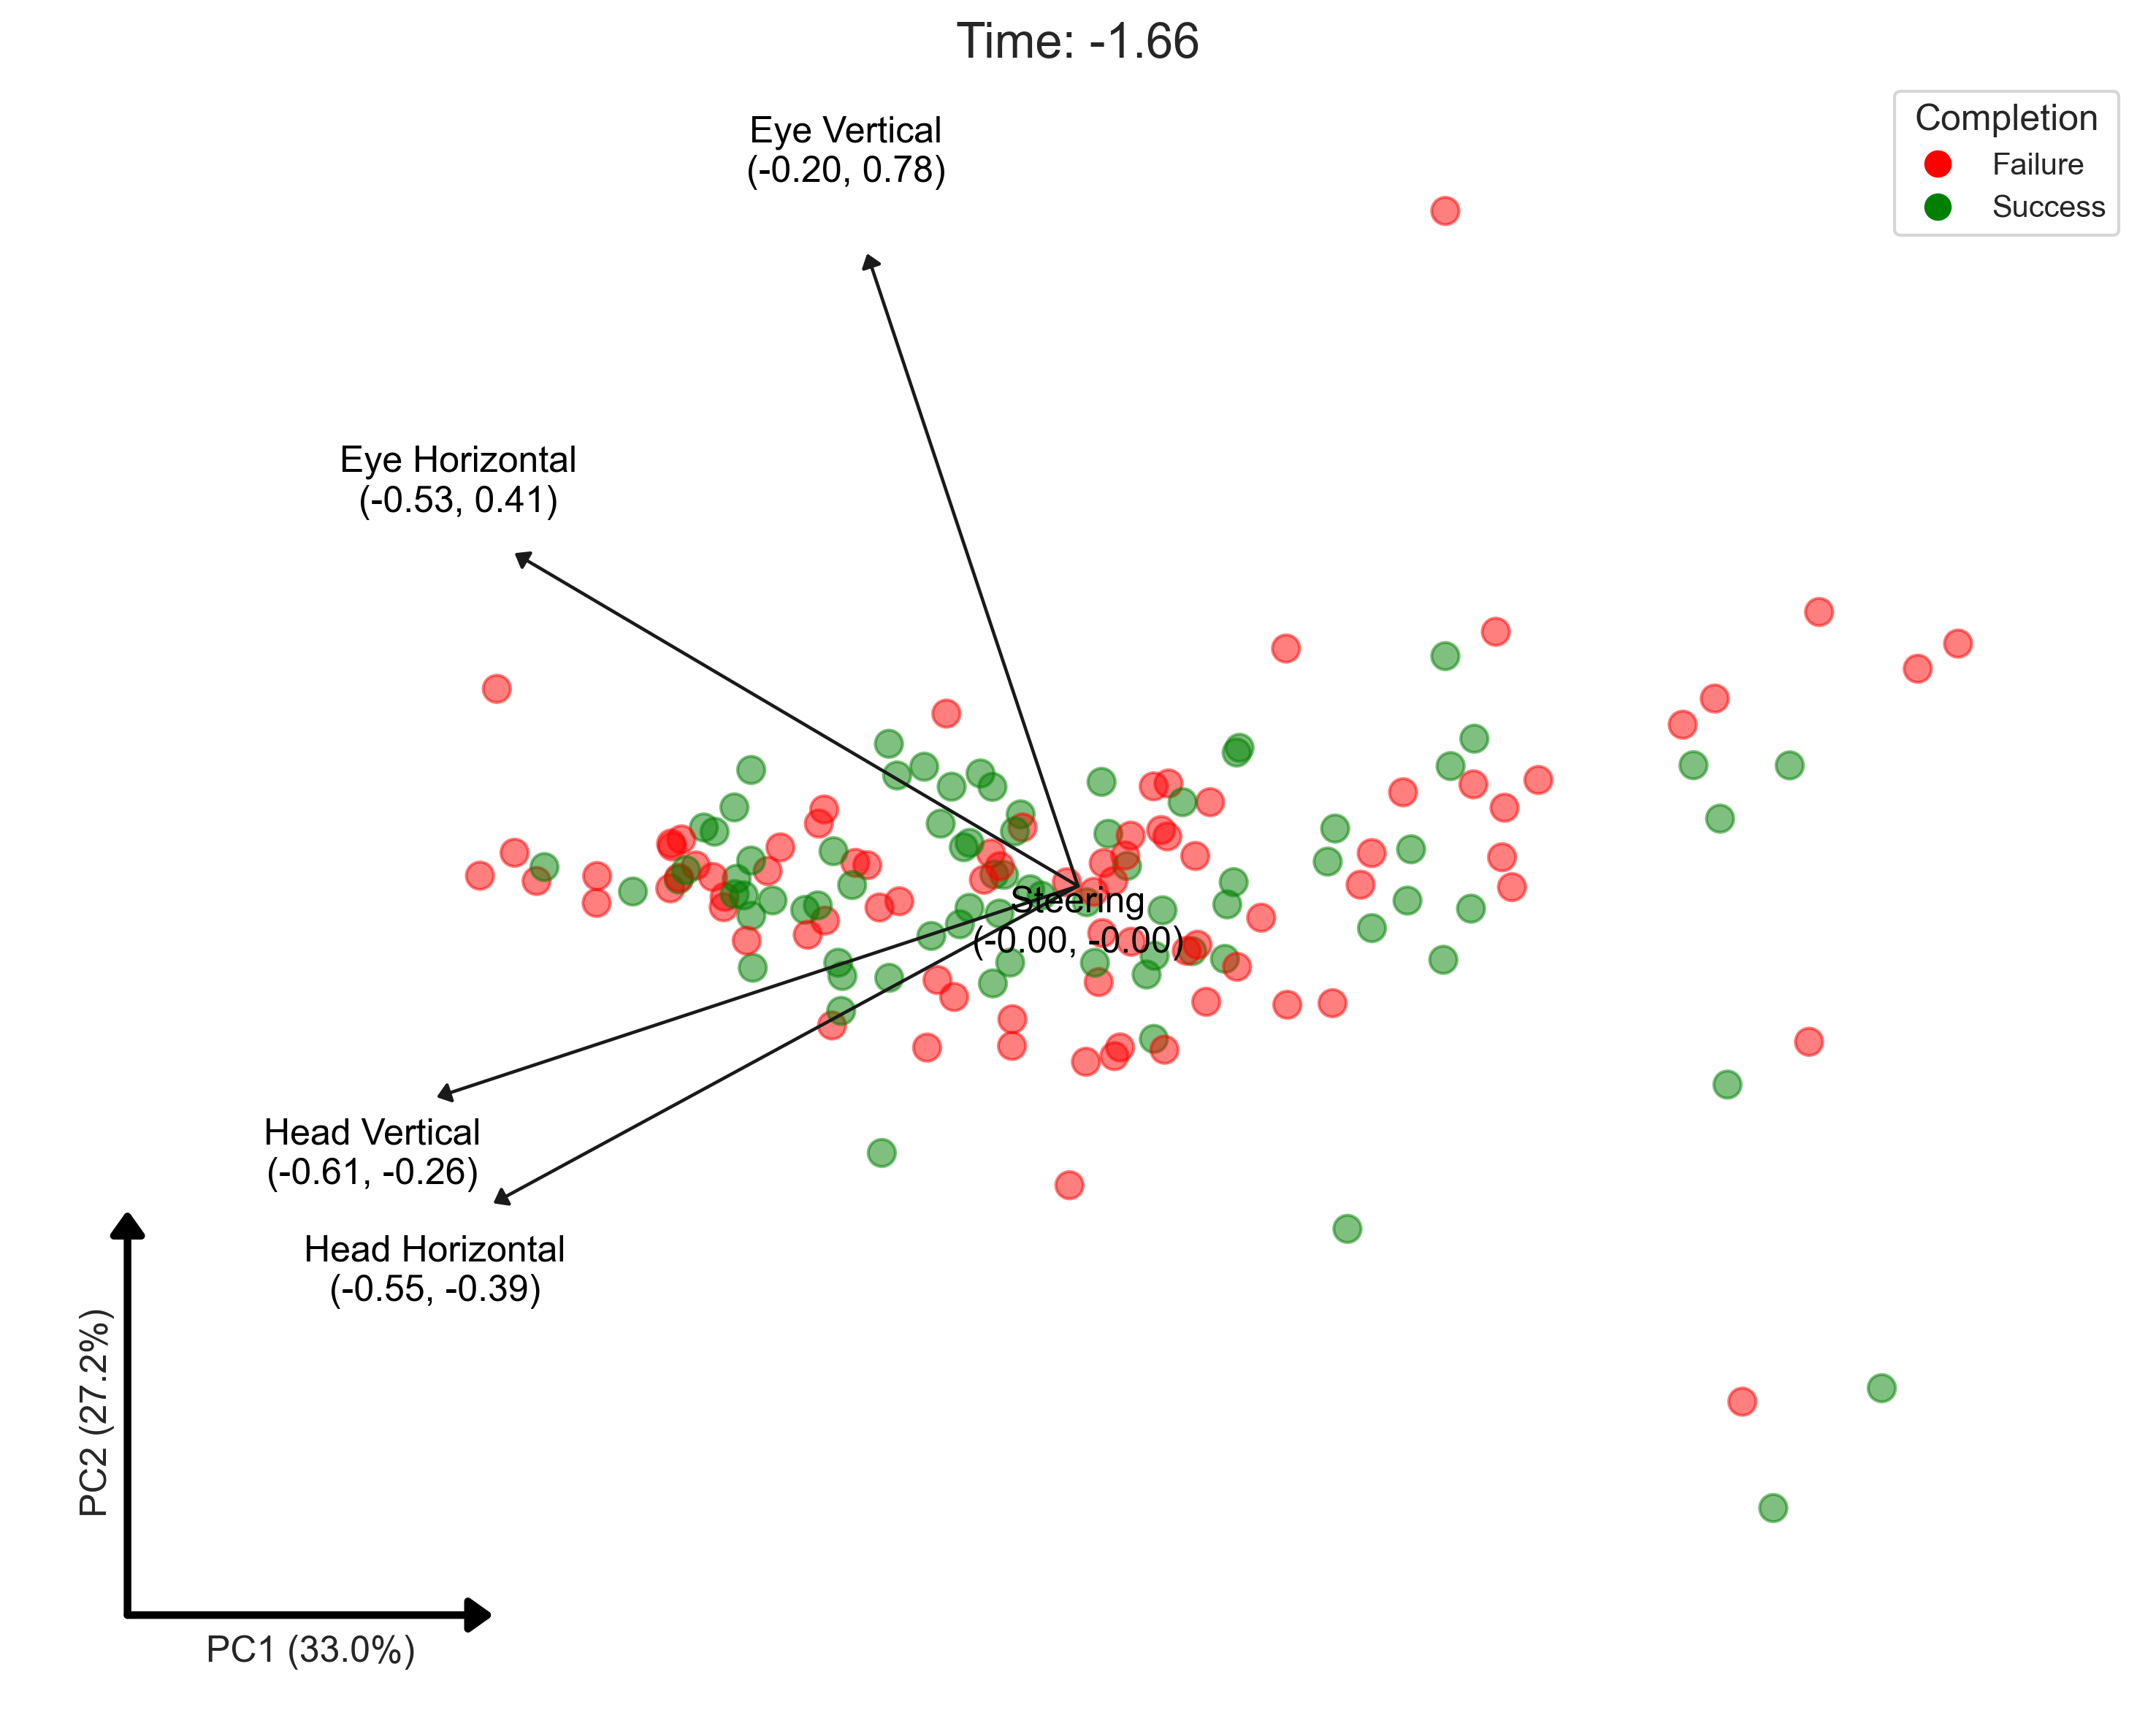 Time: -1.66
Completion
Failure
Success
Eye Vertical
(-0.20, 0.78)
Eye Horizontal
(-0.53, 0.41)
Steering
(-0.00, -0.00)
Head Vertical
(-0.61, -0.26)
Head Horizontal
(-0.55, -0.39)
PC2 (27.2%)
PC1 (33.0%)